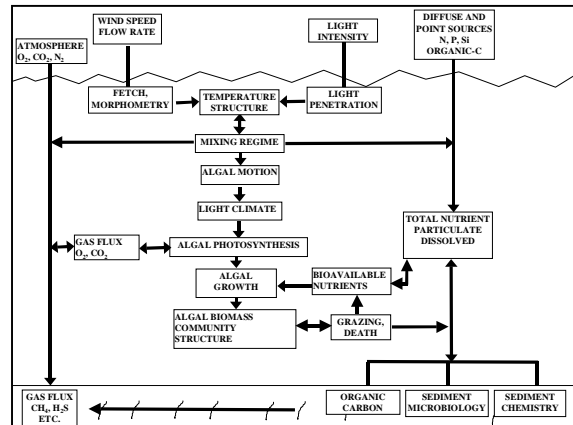 WIND SPEED
FLOW RATE
LIGHT
INTENSITY
DIFFUSE AND
POINT SOURCES
N, P, Si
ORGANIC-C
ATMOSPHERE
O₂, CO₂, N₂
FETCH,
MORPHOMETRY
TEMPERATURE
STRUCTURE
LIGHT
PENETRATION
MIXING REGIME
ALGAL MOTION
LIGHT CLIMATE
TOTAL NUTRIENT
PARTICULATE
DISSOLVED
GAS FLUX
O₂, CO₂
ALGAL PHOTOSYNTHESIS
ALGAL
GROWTH
BIOAVAILABLE
NUTRIENTS
ALGAL BIOMASS
COMMUNITY
STRUCTURE
GRAZING,
DEATH
GAS FLUX
CH₄, H₂S
ETC.
ORGANIC
CARBON
SEDIMENT
MICROBIOLOGY
SEDIMENT
CHEMISTRY